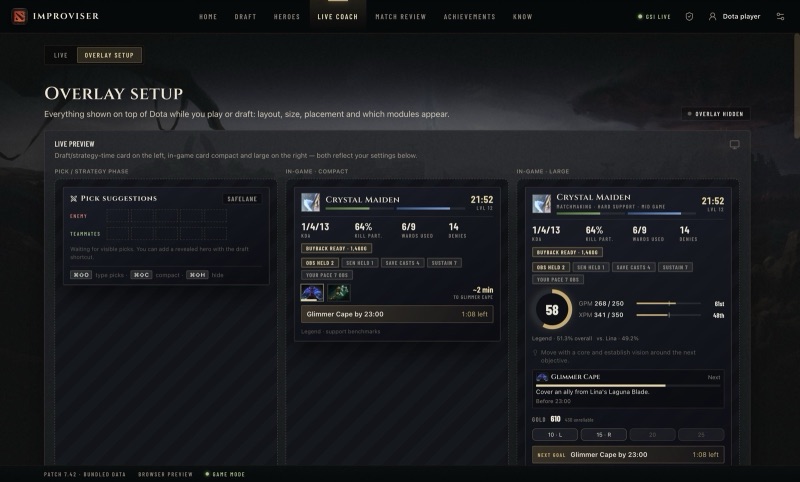 IMPROVISER
HOME DRAFT HEROES LIVE COACH MATCH REVIEW ACHIEVEMENTS KNOW
GSI LIVE
Dota player
LIVE OVERLAY SETUP
OVERLAY SETUP
Everything shown on top of Dota while you play or draft: layout, size, placement and which modules appear.
OVERLAY HIDDEN
LIVE PREVIEW
Draft/strategy-time card on the left, in-game card compact and large on the right — both reflect your settings below.
PICK / STRATEGY PHASE
PICK SUGGESTIONS SAFELANE
ENEMY
TEAMMATES
Waiting for visible picks. You can add a revealed hero with the draft shortcut.
type picks compact hide
IN-GAME · COMPACT
CRYSTAL MAIDEN 21:52
LVL 13
1/4/13 64% 6/9 14
KDA KILL PART. WARDS USED DENIES
BUYBACK READY · 1,460G
OBS HELD 2 SEN HELD 1 SAVE CASTS 4 SUSTAIN 7
YOUR PACE 7 OBS
~2 min
TO GLIMMER CAPE
Glimmer Cape by 23:00 1:08 left
Legend · support benchmarks
IN-GAME · LARGE
CRYSTAL MAIDEN 21:52
MATCHMAKING · HARD SUPPORT · MID GAME LVL 13
1/4/13 64% 6/9 14
KDA KILL PART. WARDS USED DENIES
BUYBACK READY · 1,460G
OBS HELD 2 SEN HELD 1 SAVE CASTS 4 SUSTAIN 7
YOUR PACE 7 OBS
58
GPM 268 / 250 61st
XPM 341 / 350 48th
Legend · 51.3% overall vs. Lina · 49.2%
Move with a core and establish vision around the next objective.
GLIMMER CAPE Next
Cover an ally from Lina's Laguna Blade.
Before 23:00
GOLD 610
10 · L 15 · R 20 25
NEXT GOAL Glimmer Cape by 23:00 1:08 left
PATCH 7.42 · BUNDLED DATA BROWSER PREVIEW GAME MODE